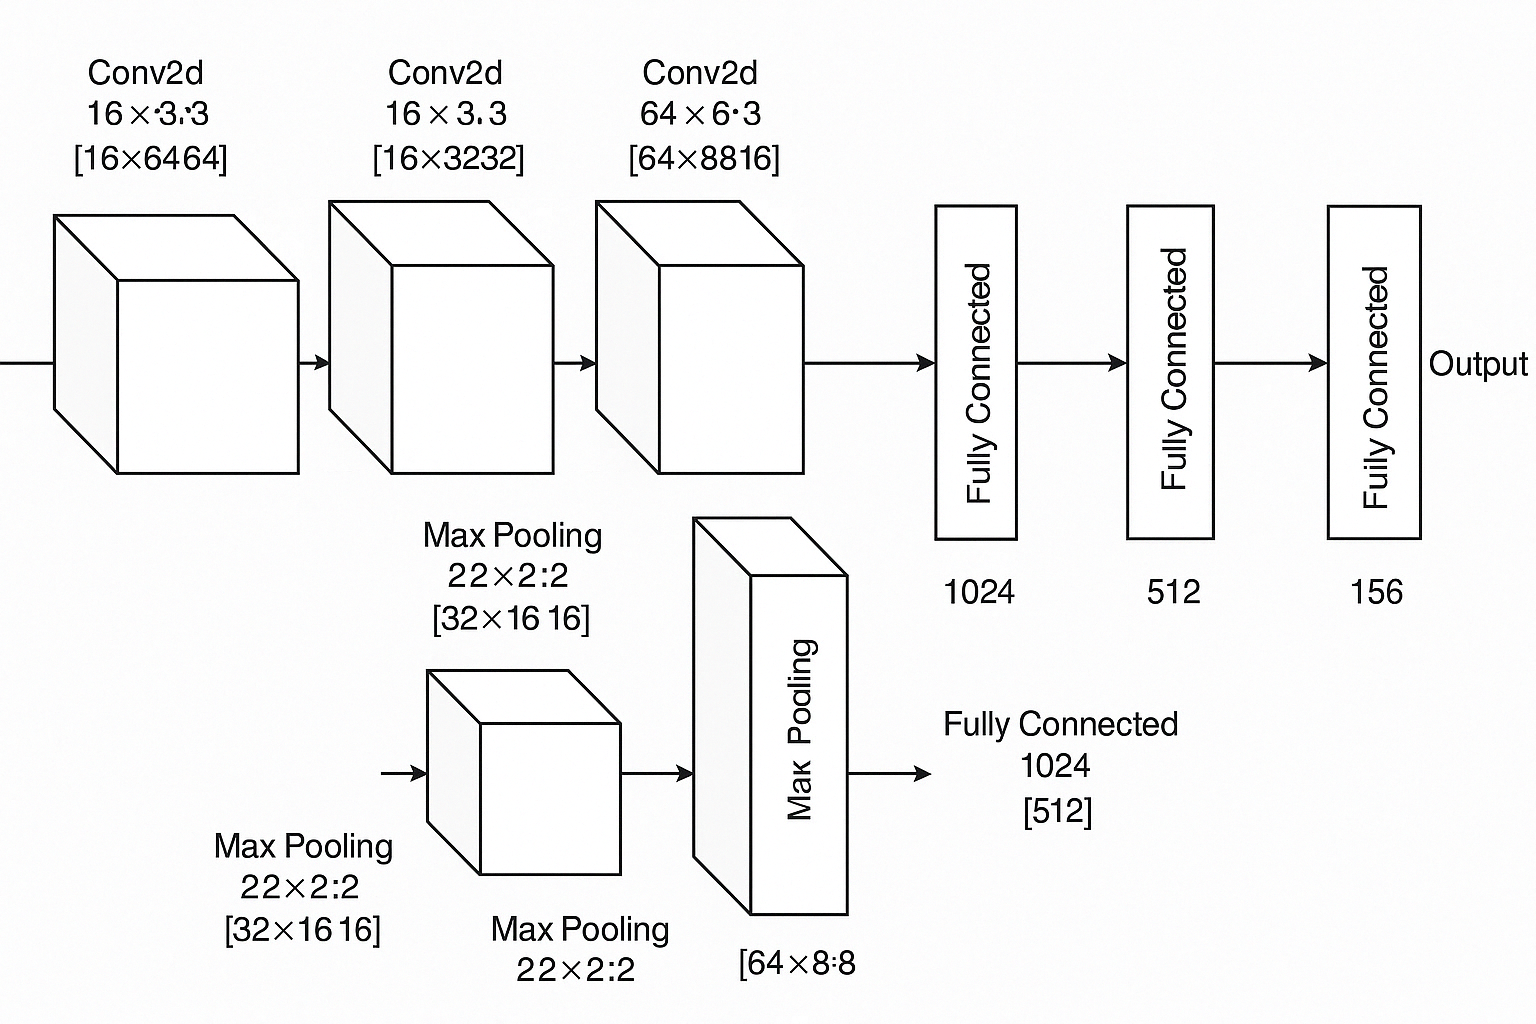 Conv2d
16×3.3
[16×6464]
Conv2d
16×3.3
[16×3232]
Conv2d
64×6·3
[64×8816]
Fully Connected
1024
Fully Connected
512
Fuily Connected
156
Output
Max Pooling
22×2:2
[32×16 16]
Mak Pooling
[64×8:8
Fully Connected
1024
[512]
Max Pooling
22×2:2
[32×16 16]
Max Pooling
22×2:2